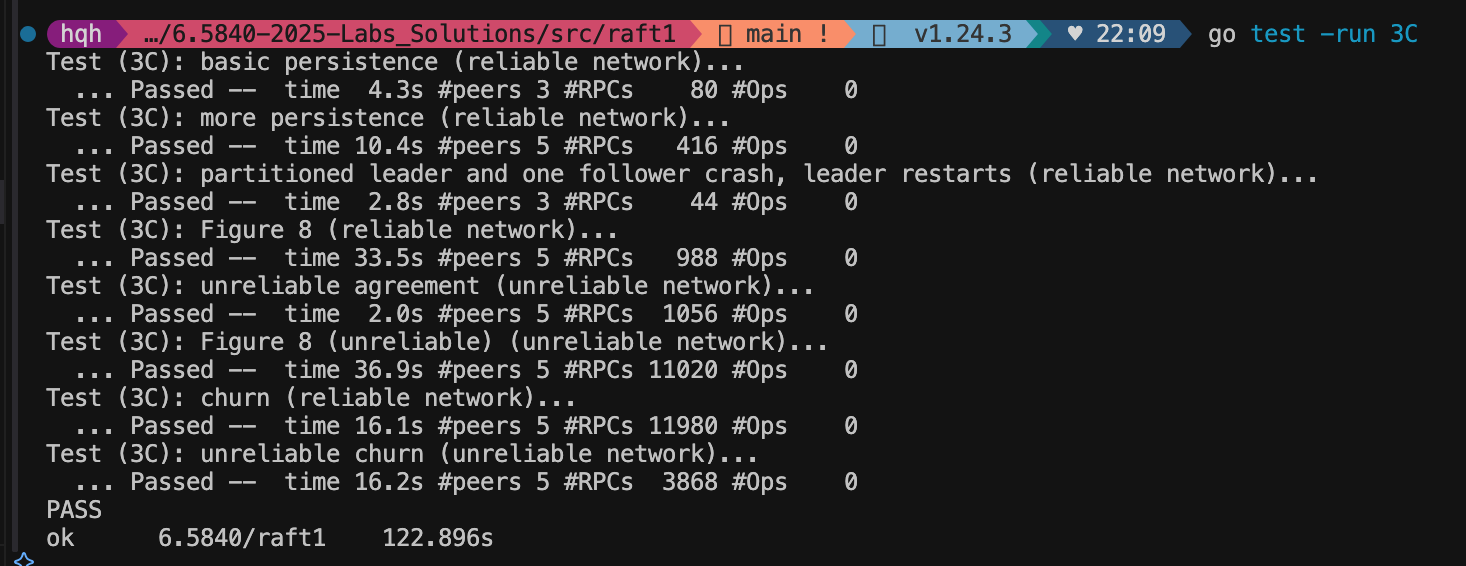 hqh …/6.5840-2025-Labs_Solutions/src/raft1 main ! v1.24.3 ♥ 22:09 go test -run 3C
Test (3C): basic persistence (reliable network)...
  ... Passed --  time  4.3s #peers 3 #RPCs    80 #Ops    0
Test (3C): more persistence (reliable network)...
  ... Passed --  time 10.4s #peers 5 #RPCs   416 #Ops    0
Test (3C): partitioned leader and one follower crash, leader restarts (reliable network)...
  ... Passed --  time  2.8s #peers 3 #RPCs    44 #Ops    0
Test (3C): Figure 8 (reliable network)...
  ... Passed --  time 33.5s #peers 5 #RPCs   988 #Ops    0
Test (3C): unreliable agreement (unreliable network)...
  ... Passed --  time  2.0s #peers 5 #RPCs  1056 #Ops    0
Test (3C): Figure 8 (unreliable) (unreliable network)...
  ... Passed --  time 36.9s #peers 5 #RPCs 11020 #Ops    0
Test (3C): churn (reliable network)...
  ... Passed --  time 16.1s #peers 5 #RPCs 11980 #Ops    0
Test (3C): unreliable churn (unreliable network)...
  ... Passed --  time 16.2s #peers 5 #RPCs  3868 #Ops    0
PASS
ok      6.5840/raft1    122.896s